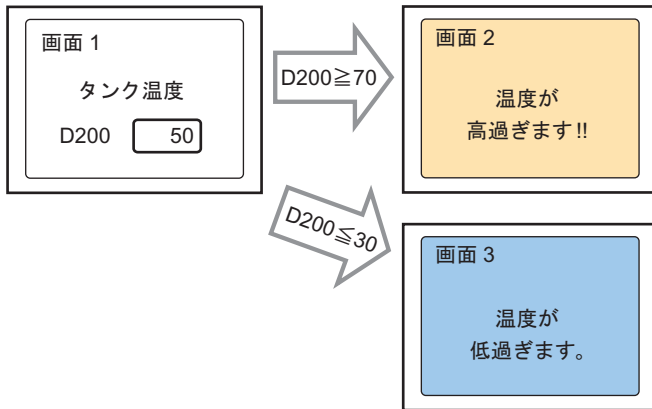 画面 1
タンク温度
D200 50
D200≧70
画面 2
温度が
高過ぎます!!
D200≦30
画面 3
温度が
低過ぎます。